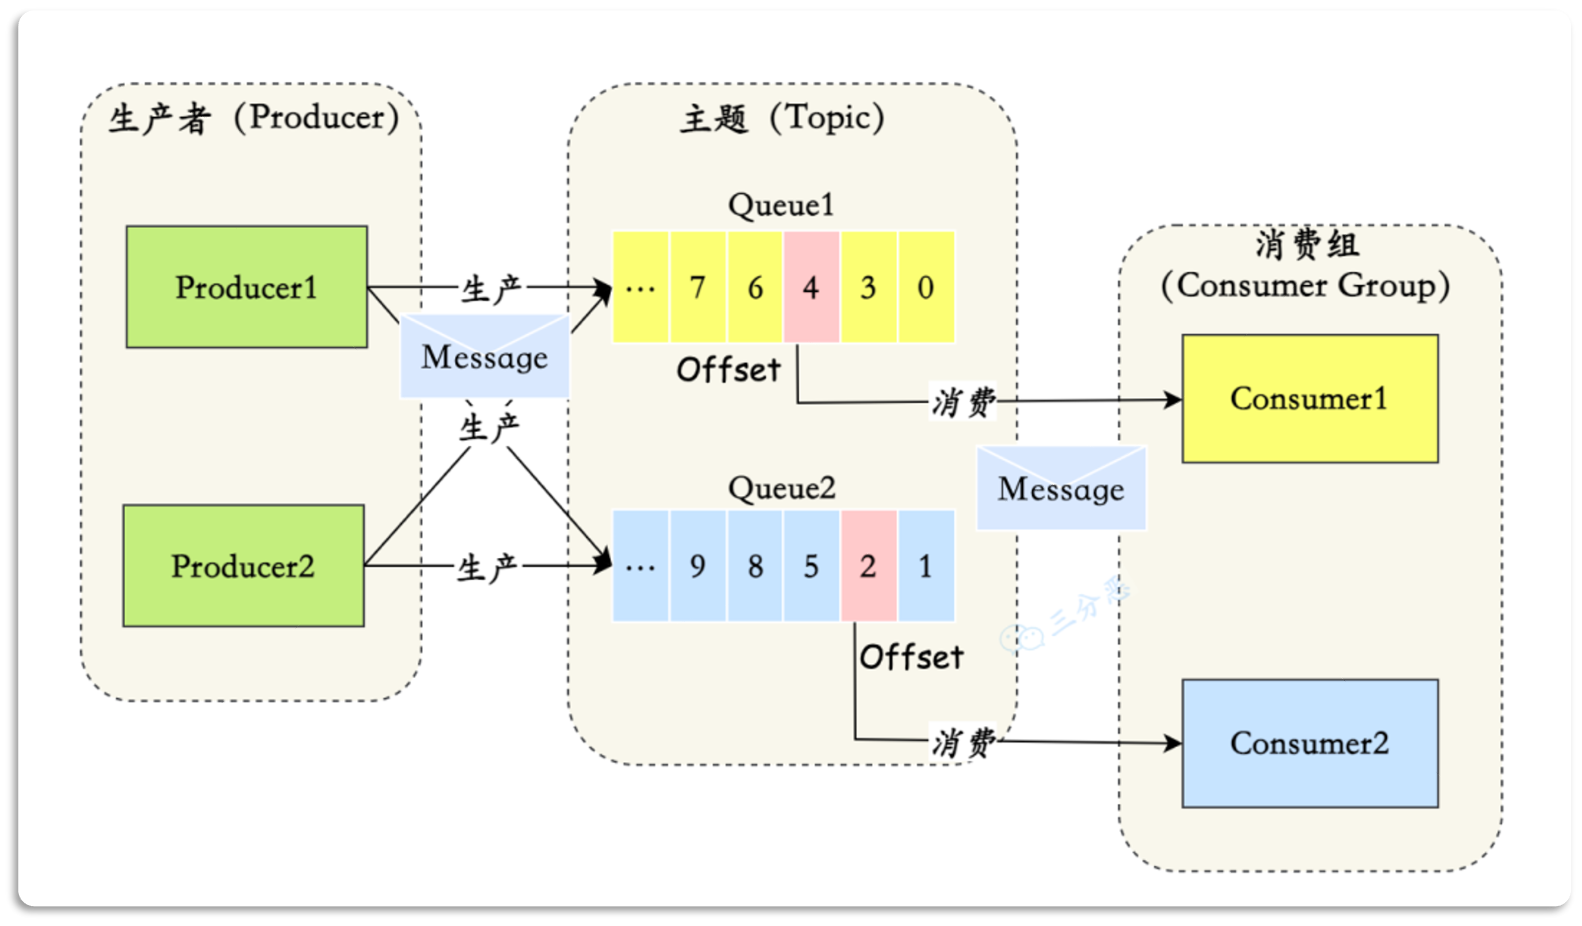 生产者（Producer）
Producer1
Producer2
生产
Message
生产
生产
主题（Topic）
Queue1
… 7 6 4 3 0
Offset
消费
Queue2
… 9 8 5 2 1
Offset
消费
Message
三分恶
消费组
(Consumer Group)
Consumer1
Consumer2